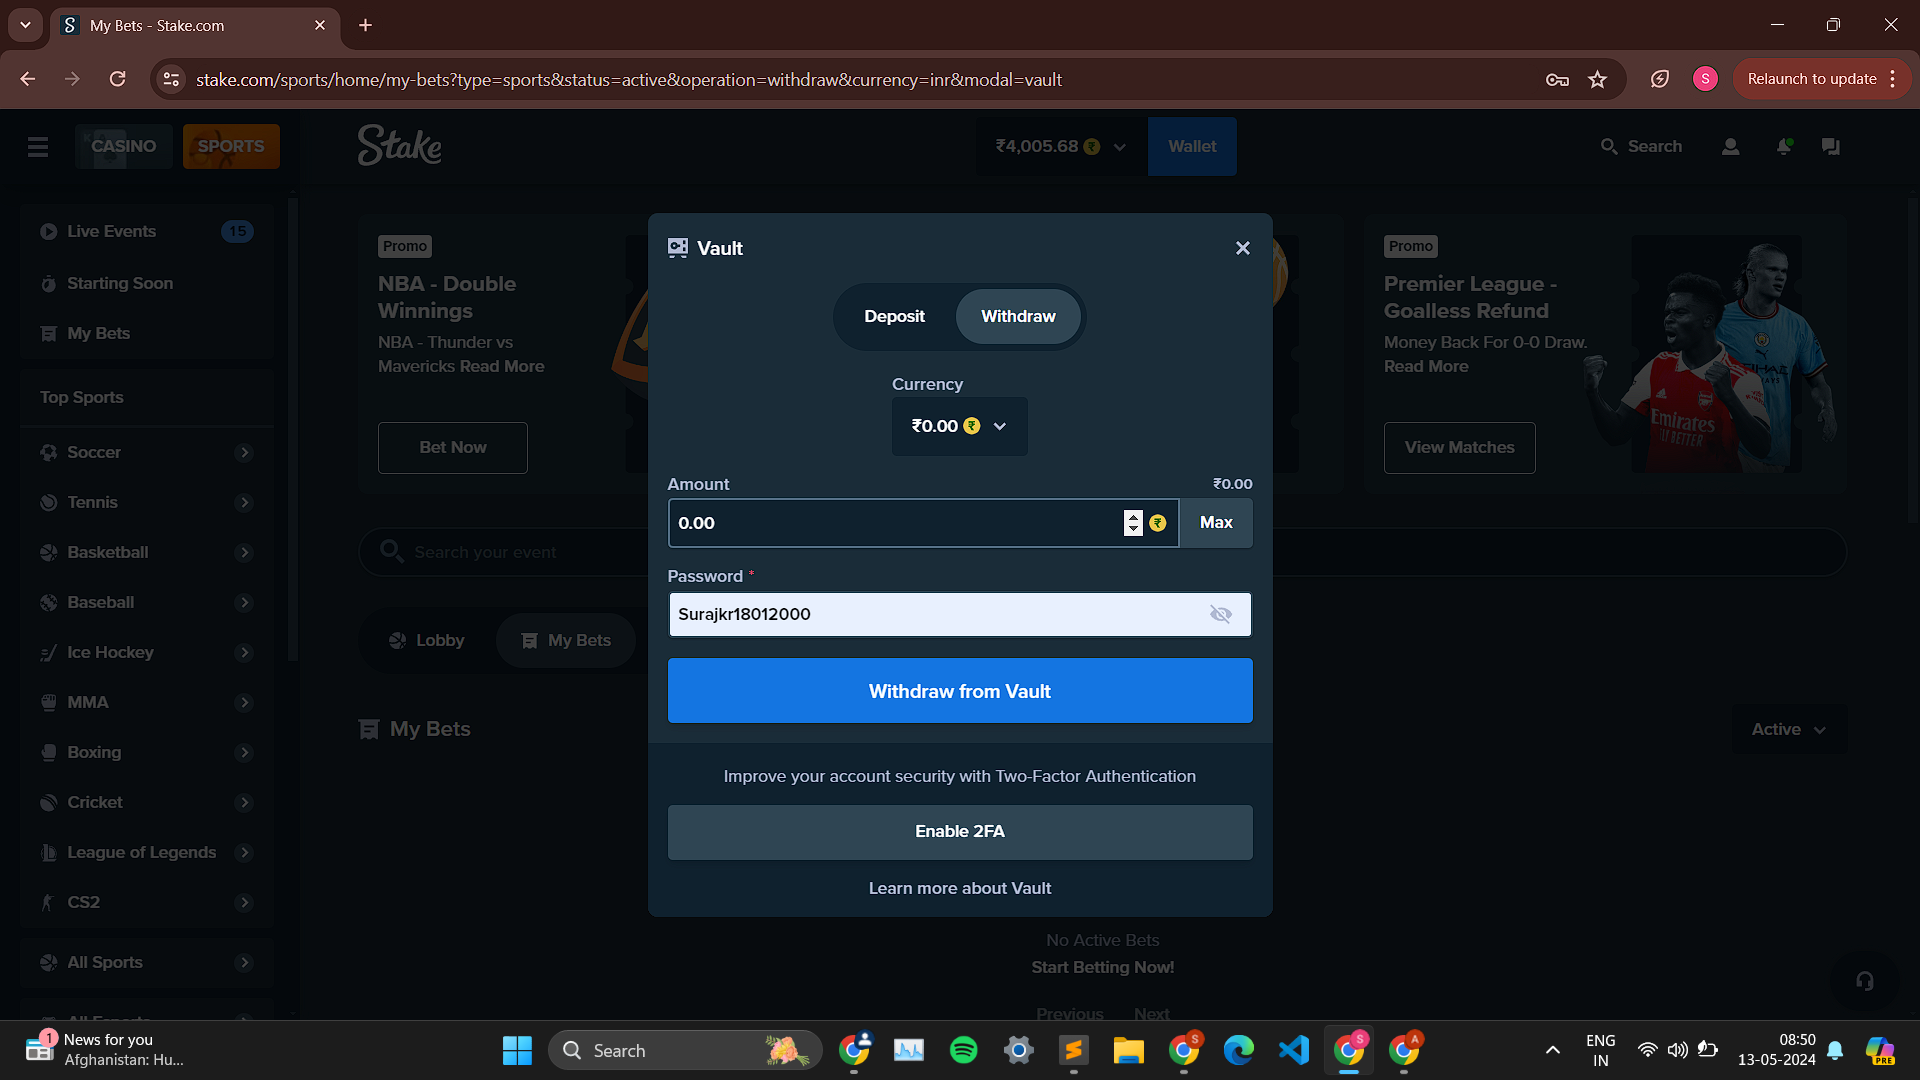 My Bets - Stake.com
stake.com/sports/home/my-bets?type=sports&status=active&operation=withdraw&currency=inr&modal=vault
S
Relaunch to update
CASINO
SPORTS
Stake
₹4,005.68
Wallet
Search
Live Events
15
Starting Soon
My Bets
Top Sports
Soccer
Tennis
Basketball
Baseball
Ice Hockey
MMA
Boxing
Cricket
League of Legends
CS2
All Sports
All Esports
Promo
NBA - Double
Winnings
NBA - Thunder vs
Mavericks Read More
Bet Now
Promo
Premier League -
Goalless Refund
Money Back For 0-0 Draw.
Read More
View Matches
Emirates
FLY BETTER
Search your event
Lobby
My Bets
My Bets
Active
Vault
Deposit
Withdraw
Currency
₹0.00
Amount
₹0.00
0.00
Max
Password *
Surajkr18012000
Withdraw from Vault
Improve your account security with Two-Factor Authentication
Enable 2FA
Learn more about Vault
No Active Bets
Start Betting Now!
Previous
Next
1
News for you
Afghanistan: Hu...
Search
S
S
A
ENG
IN
08:50
13-05-2024
PRE